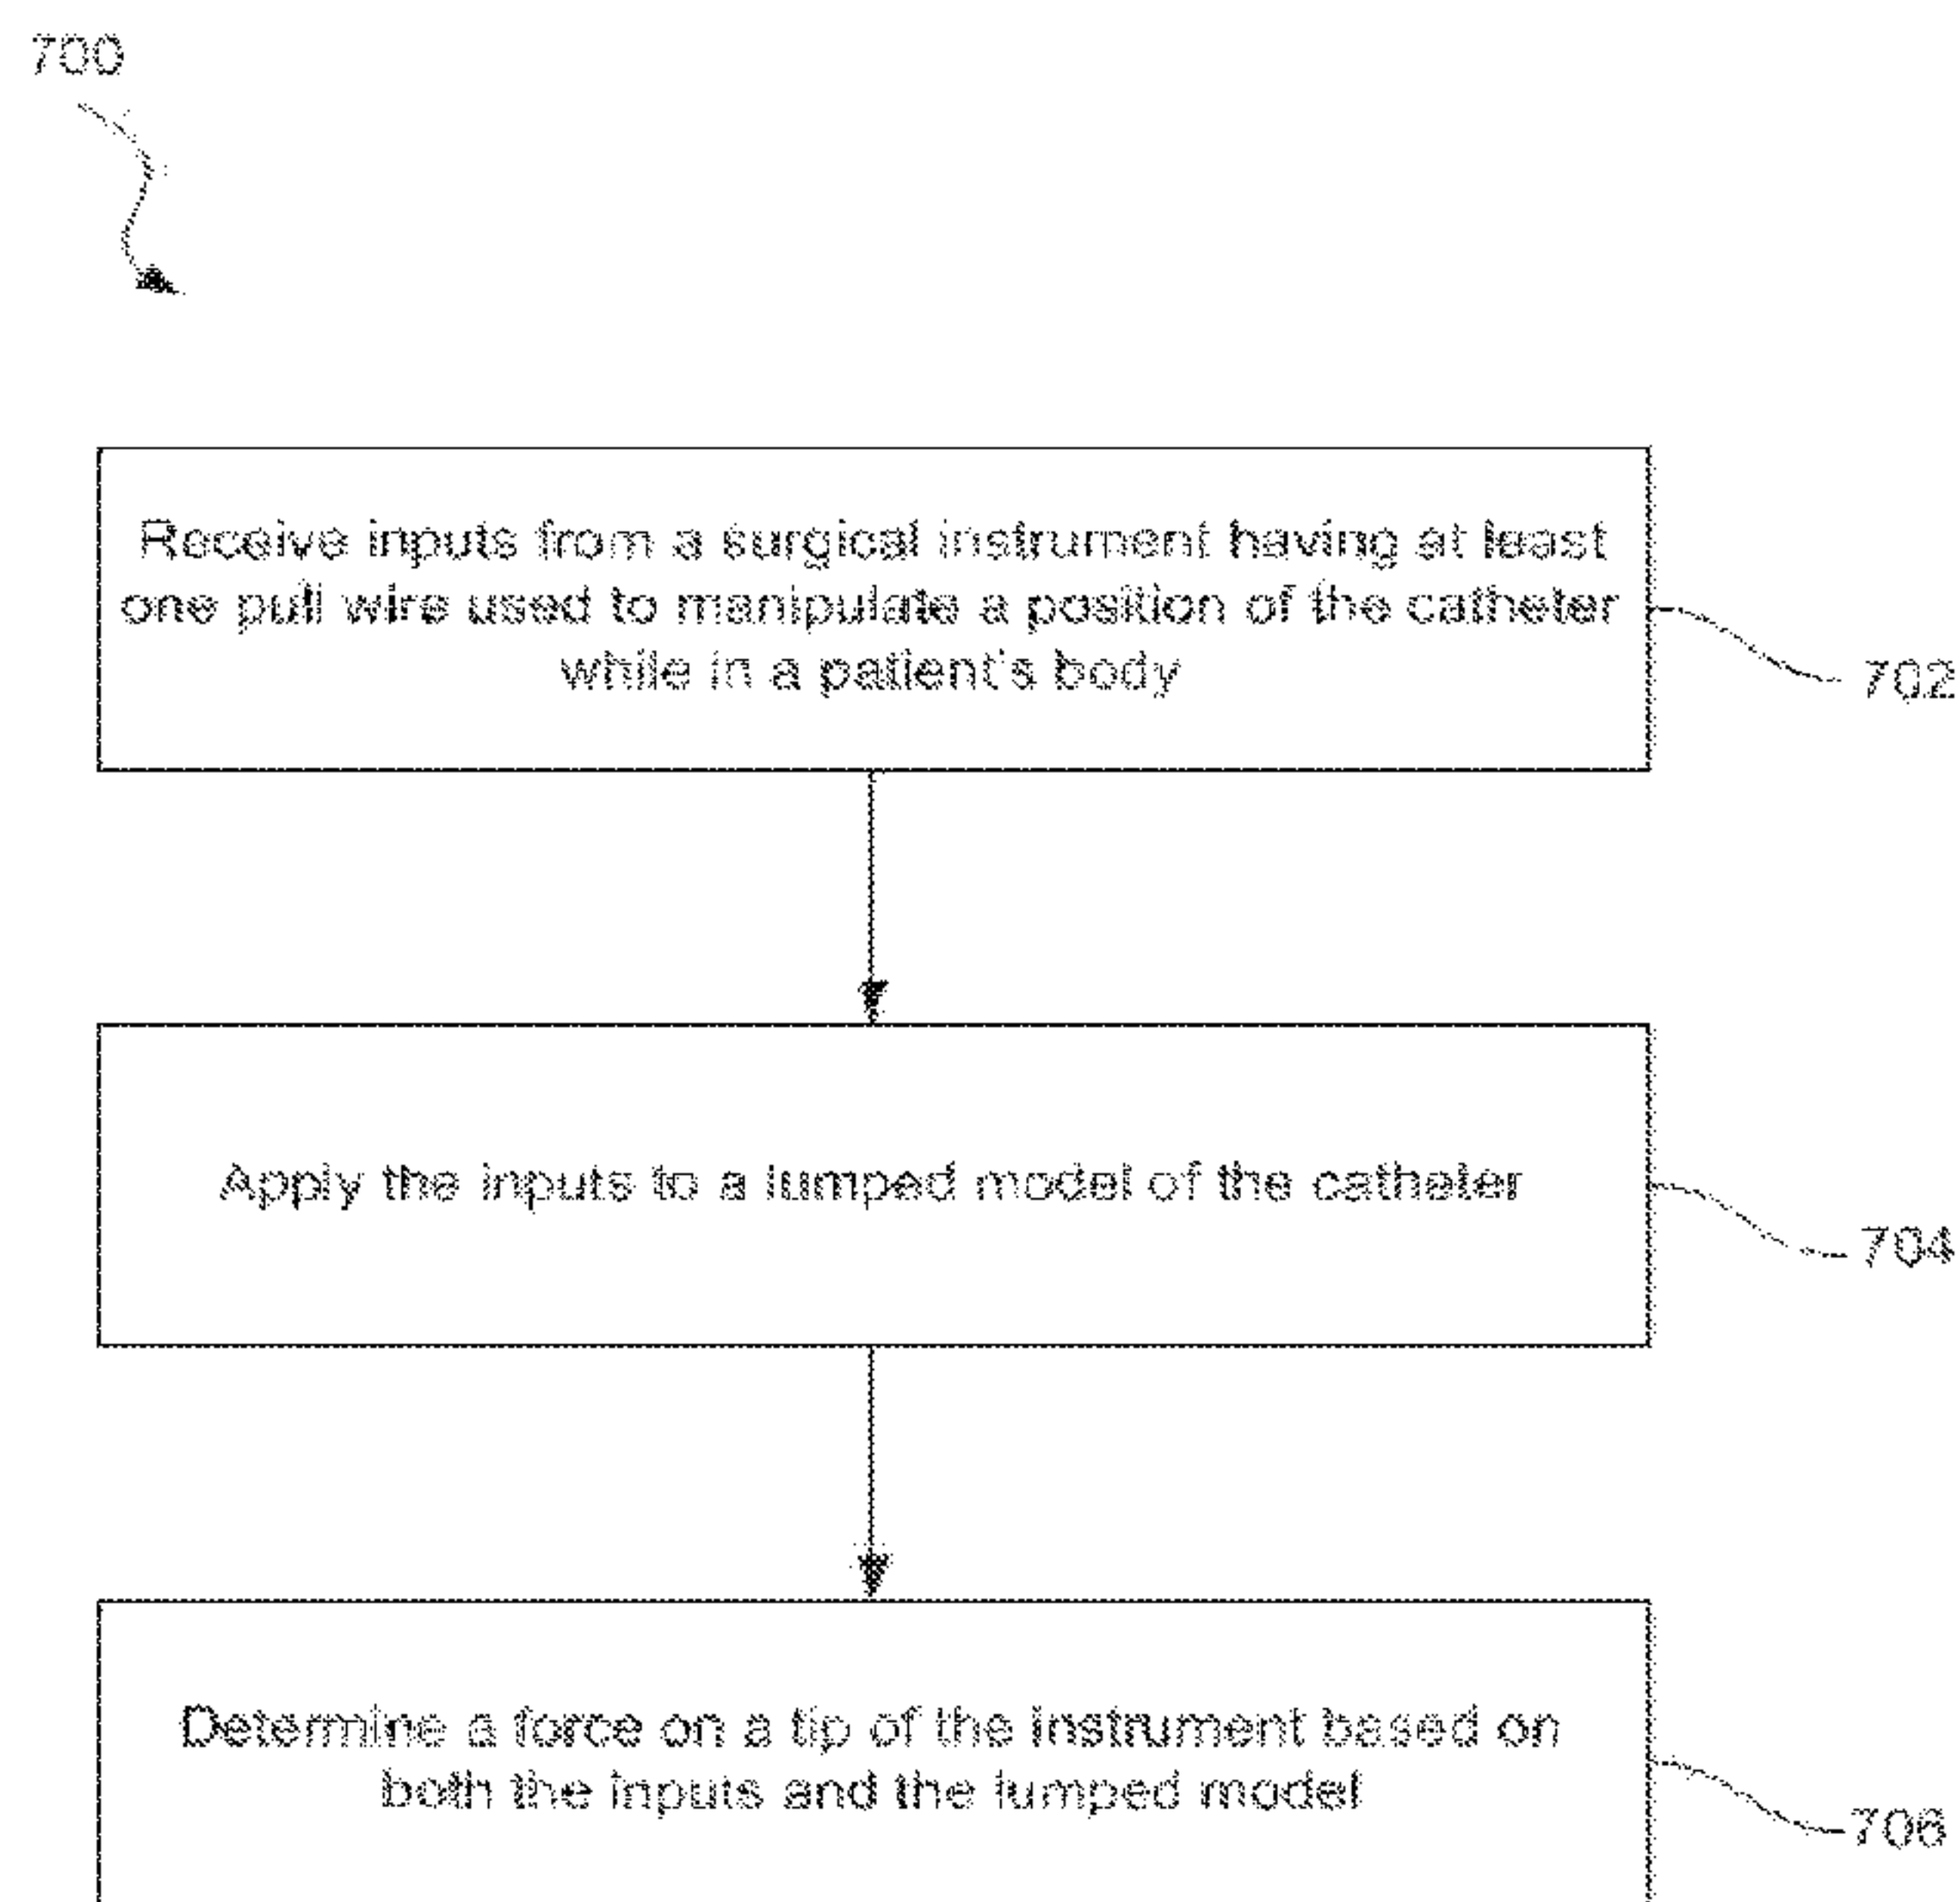 700
Receive inputs from a surgical instrument having at least
one pull wire used to manipulate a position of the catheter
while in a patient's body
702
Apply the inputs to a lumped model of the catheter
704
Determine a force on a tip of the instrument based on
both the inputs and the lumped model
706